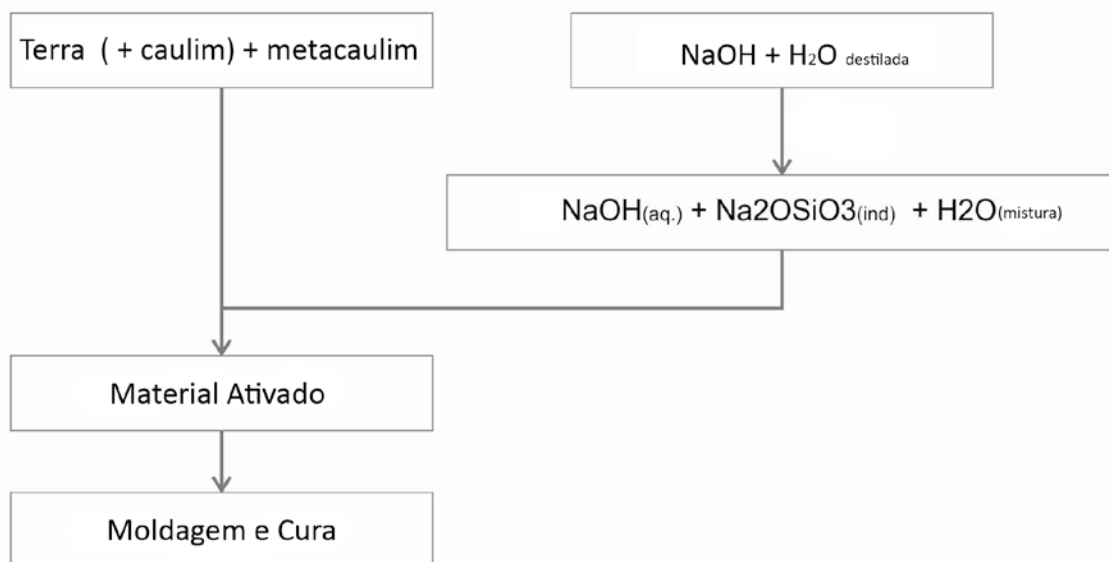 Terra ( + caulim) + metacaulim
NaOH + H₂O destilada
NaOH(aq.) + Na2OSiO3(ind) + H2O(mistura)
Material Ativado
Moldagem e Cura